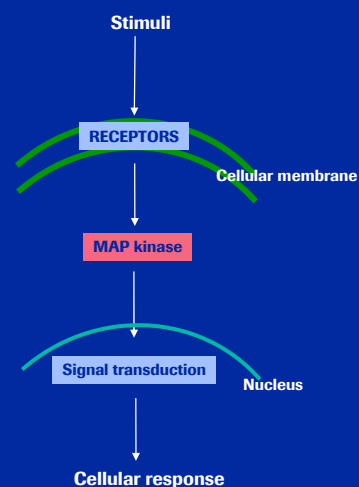 Stimuli
RECEPTORS
Cellular membrane
MAP kinase
Signal transduction
Nucleus
Cellular response